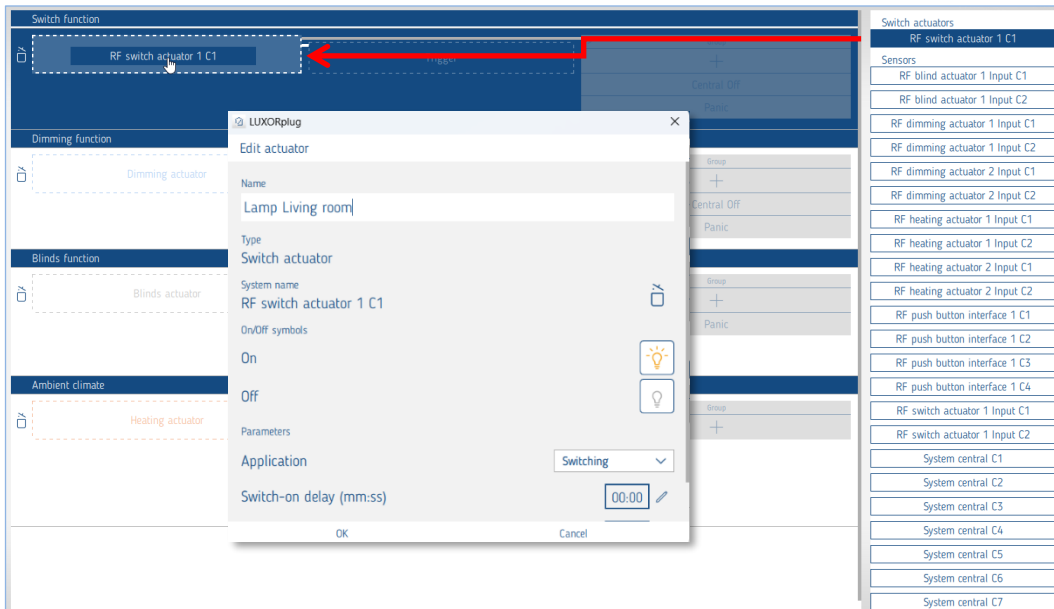 Switch function
RF switch actuator 1 C1
Trigger
Central Off
Panic
Dimming function
Dimming actuator
Group
Central Off
Panic
Blinds function
Blinds actuator
Group
Panic
Ambient climate
Heating actuator
Group
LUXORplug
Edit actuator
Name
Lamp Living room
Type
Switch actuator
System name
RF switch actuator 1 C1
On/Off symbols
On
Off
Parameters
Application Switching
Switch-on delay (mm:ss) 00:00
OK Cancel
Switch actuators
RF switch actuator 1 C1
Sensors
RF blind actuator 1 Input C1
RF blind actuator 1 Input C2
RF dimming actuator 1 Input C1
RF dimming actuator 1 Input C2
RF dimming actuator 2 Input C1
RF dimming actuator 2 Input C2
RF heating actuator 1 Input C1
RF heating actuator 1 Input C2
RF heating actuator 2 Input C1
RF heating actuator 2 Input C2
RF push button interface 1 C1
RF push button interface 1 C2
RF push button interface 1 C3
RF push button interface 1 C4
RF switch actuator 1 Input C1
RF switch actuator 1 Input C2
System central C1
System central C2
System central C3
System central C4
System central C5
System central C6
System central C7